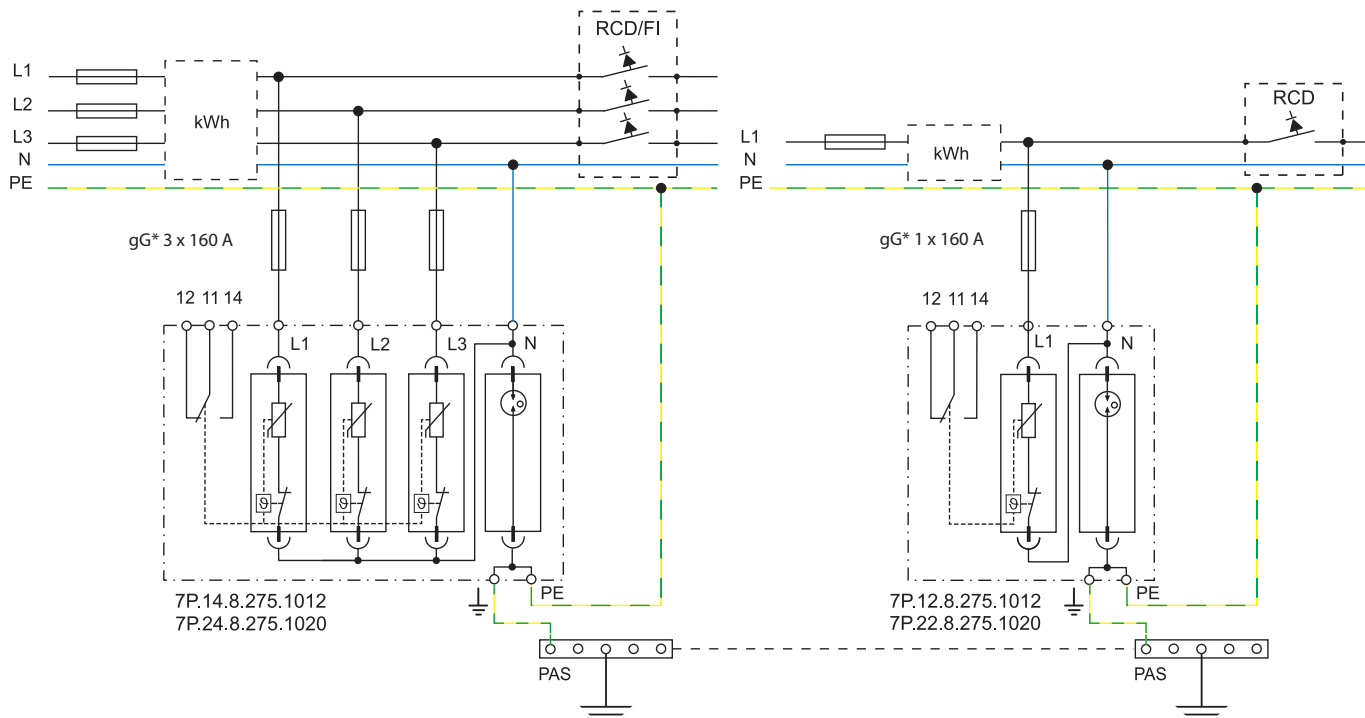 RCD/FI
L1
L2
L3
N
PE
kWh
gG* 3 x 160 A
12 11 14
L1
L2
L3
N
ϑ
ϑ
ϑ
PE
7P.14.8.275.1012
7P.24.8.275.1020
PAS
RCD
L1
N
PE
kWh
gG* 1 x 160 A
12 11 14
L1
N
ϑ
PE
7P.12.8.275.1012
7P.22.8.275.1020
PAS